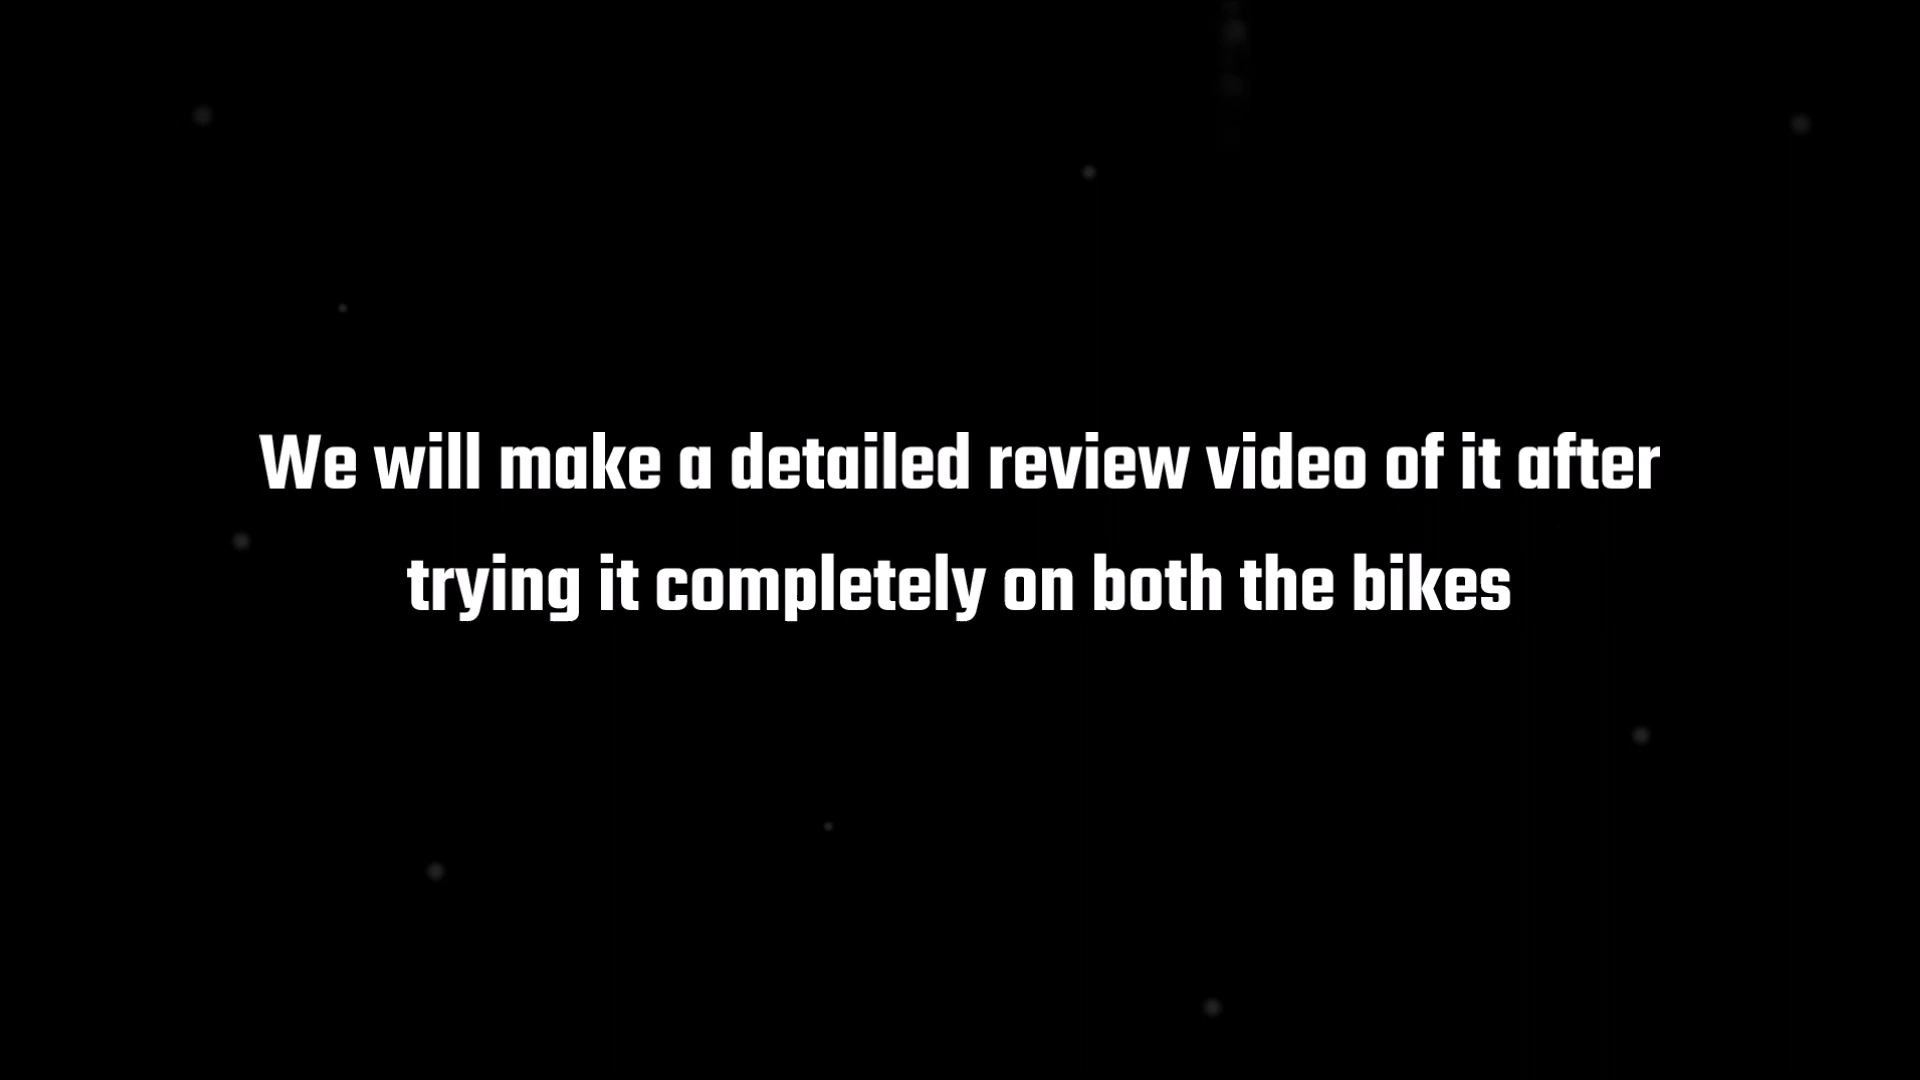 We will make a detailed review video of it after
trying it completely on both the bikes